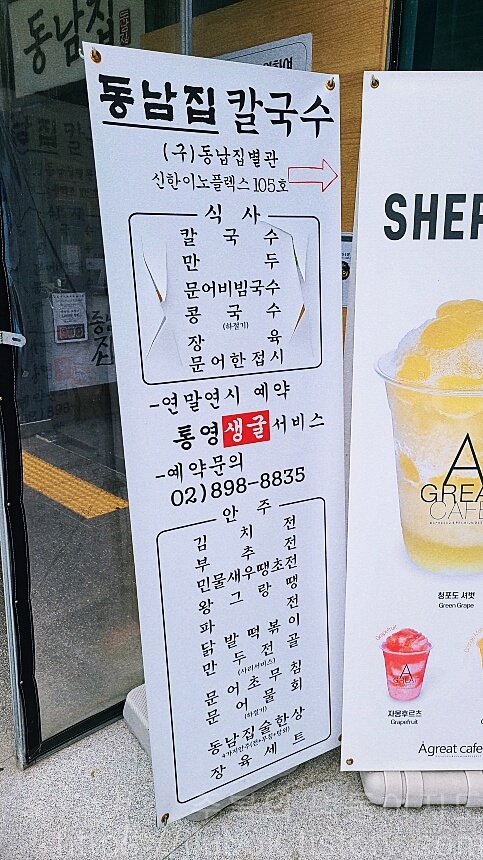 동남집
동남집 칼국수
(구)동남집별관
신한이노플렉스 105호
식 사
칼 국 수
만 두
문어비빔국수
콩 국 수
(하절기)
장 육
문어한접시
-연말연시 예약
통영생굴서비스
-예약문의
02)898-8835
안 주
김 치 전
부 추 전
민물새우땡초전
왕 그 랑 땡
파 전
닭 발 떡 볶 이
만 두 전 골
(사리서비스)
문 어 초 무 침
문 어 물 회
(하절기)
동남집술한상
장 육 세 트
SHER
A
GREAT
CAFE
청포도 셔벗
Green Grape
Grapefruit
A
GREAT
자몽후르츠
Grapefruit
Agreat cafe